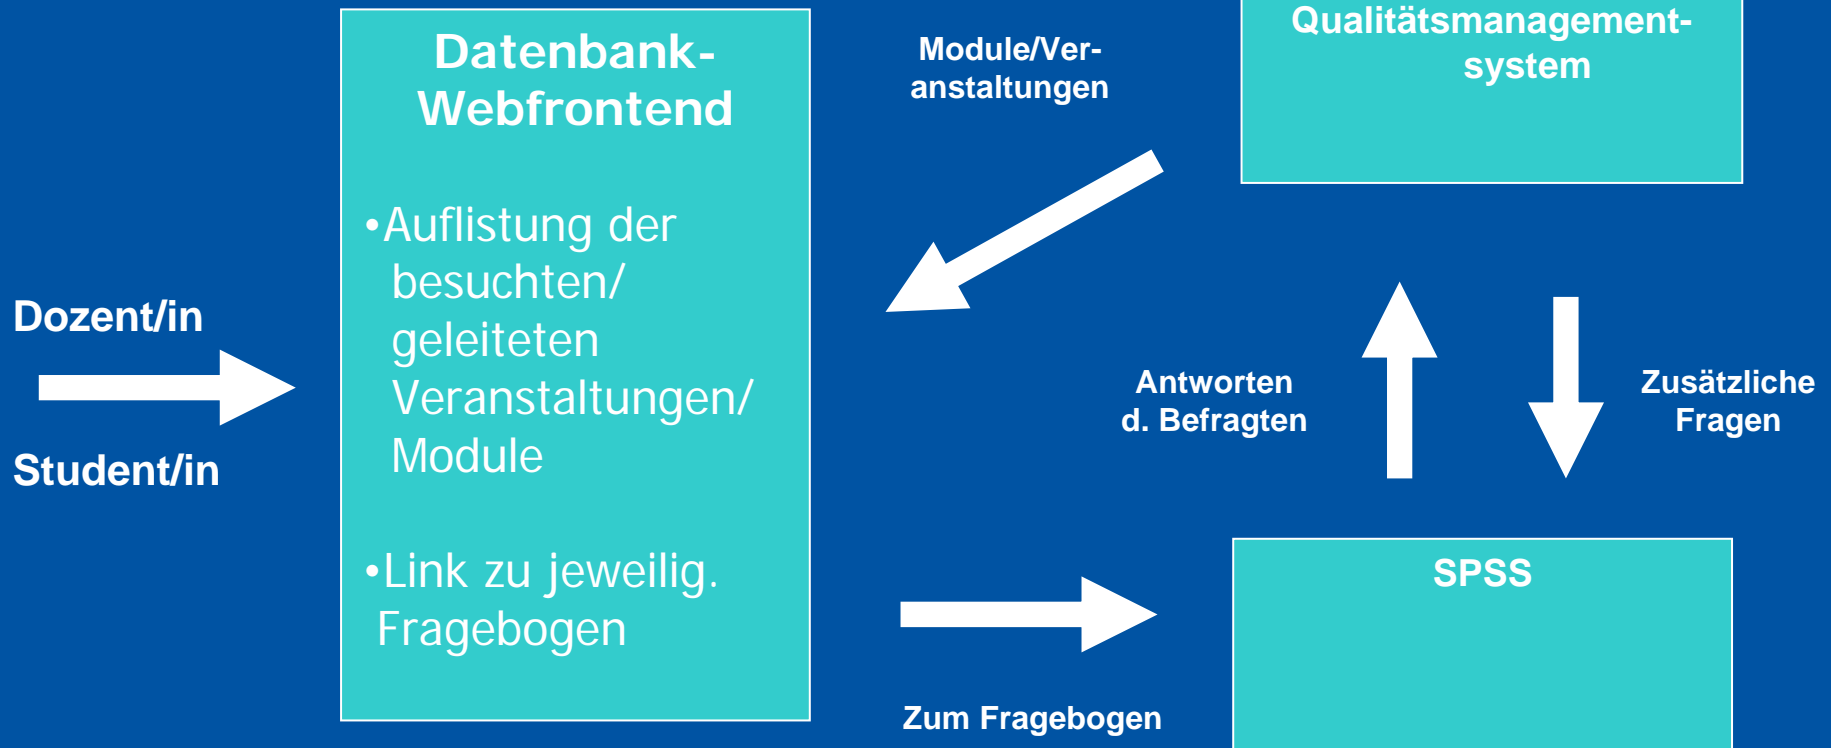 Dozent/in
Student/in
Datenbank-
Webfrontend
•Auflistung der
besuchten/
geleiteten
Veranstaltungen/
Module
•Link zu jeweilig.
Fragebogen
Module/Ver-
anstaltungen
Qualitätsmanagement-
system
Antworten
d. Befragten
Zusätzliche
Fragen
Zum Fragebogen
SPSS